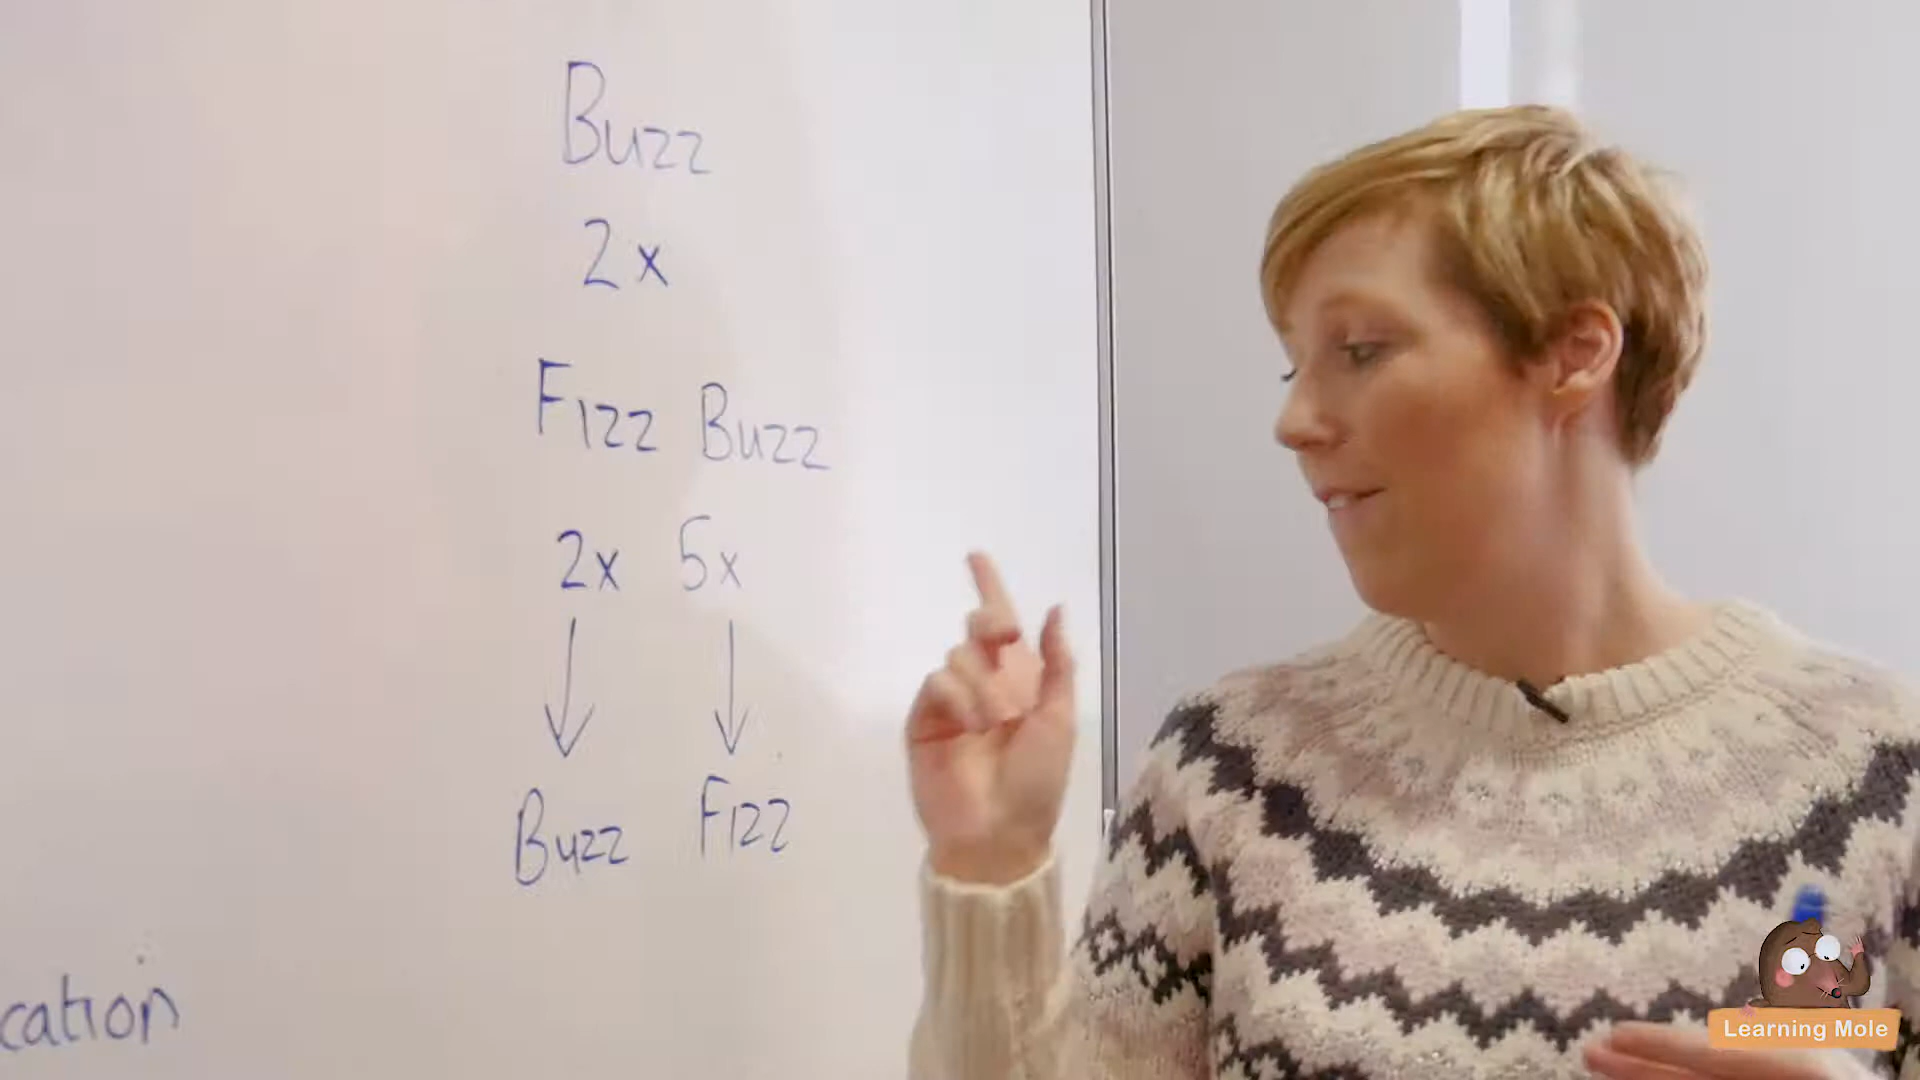 Buzz
2x
Fizz Buzz
2x 5x
Buzz Fizz
cation
Learning Mole